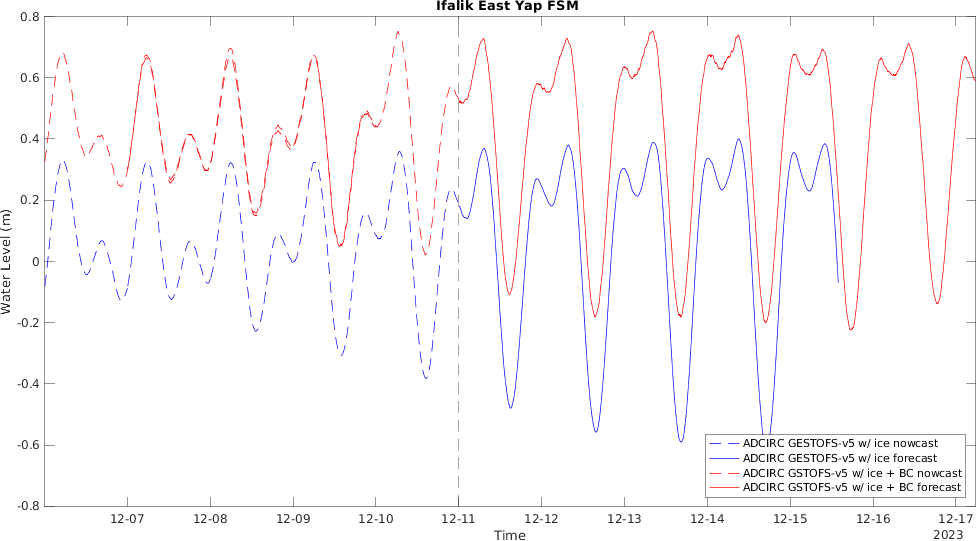 Ifalik East Yap FSM
0.8
0.6
0.4
0.2
0
-0.2
-0.4
-0.6
-0.8
Water Level (m)
ADCIRC GESTOFS-v5 w/ ice nowcast
ADCIRC GESTOFS-v5 w/ ice forecast
ADCIRC GSTOFS-v5 w/ ice + BC nowcast
ADCIRC GSTOFS-v5 w/ ice + BC forecast
12-07 12-08 12-09 12-10 12-11 12-12 12-13 12-14 12-15 12-16 12-17
Time
2023